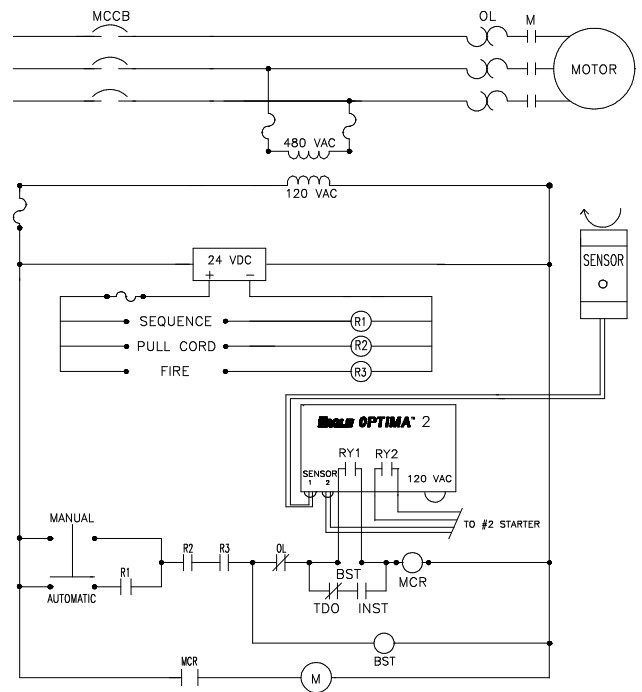 MCCB
OL
M
MOTOR
480 VAC
120 VAC
24 VDC
+ −
SENSOR
SEQUENCE
R1
PULL CORD
R2
FIRE
R3
EAGLE OPTIMA™ 2
RY1
RY2
SENSOR
1 2
120 VAC
TO #2 STARTER
MANUAL
R2
R3
OL
R1
BST
MCR
AUTOMATIC
TDO
INST
BST
MCR
M